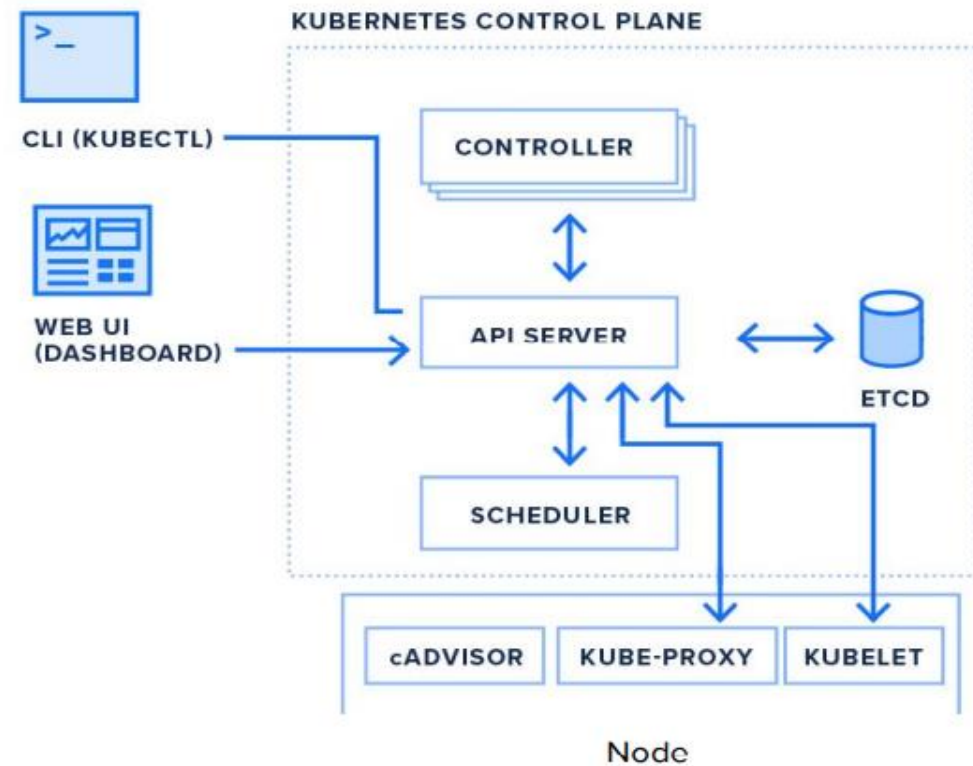 KUBERNETES CONTROL PLANE
>_
CLI (KUBECTL)
CONTROLLER
WEB UI
(DASHBOARD)
API SERVER
ETCD
SCHEDULER
cADVISOR
KUBE-PROXY
KUBELET
Node